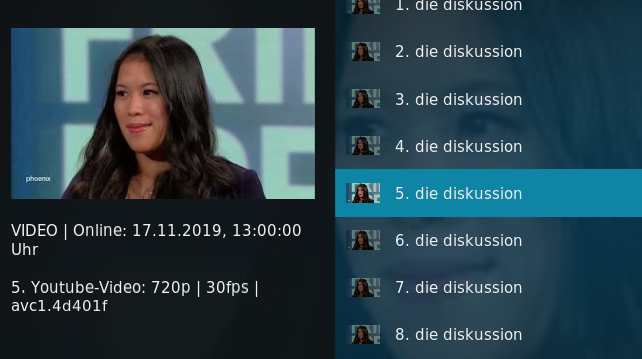 FRI
phoenix
VIDEO | Online: 17.11.2019, 13:00:00
Uhr
5. Youtube-Video: 720p | 30fps |
avc1.4d401f
1. die diskussion
2. die diskussion
3. die diskussion
4. die diskussion
5. die diskussion
6. die diskussion
7. die diskussion
8. die diskussion